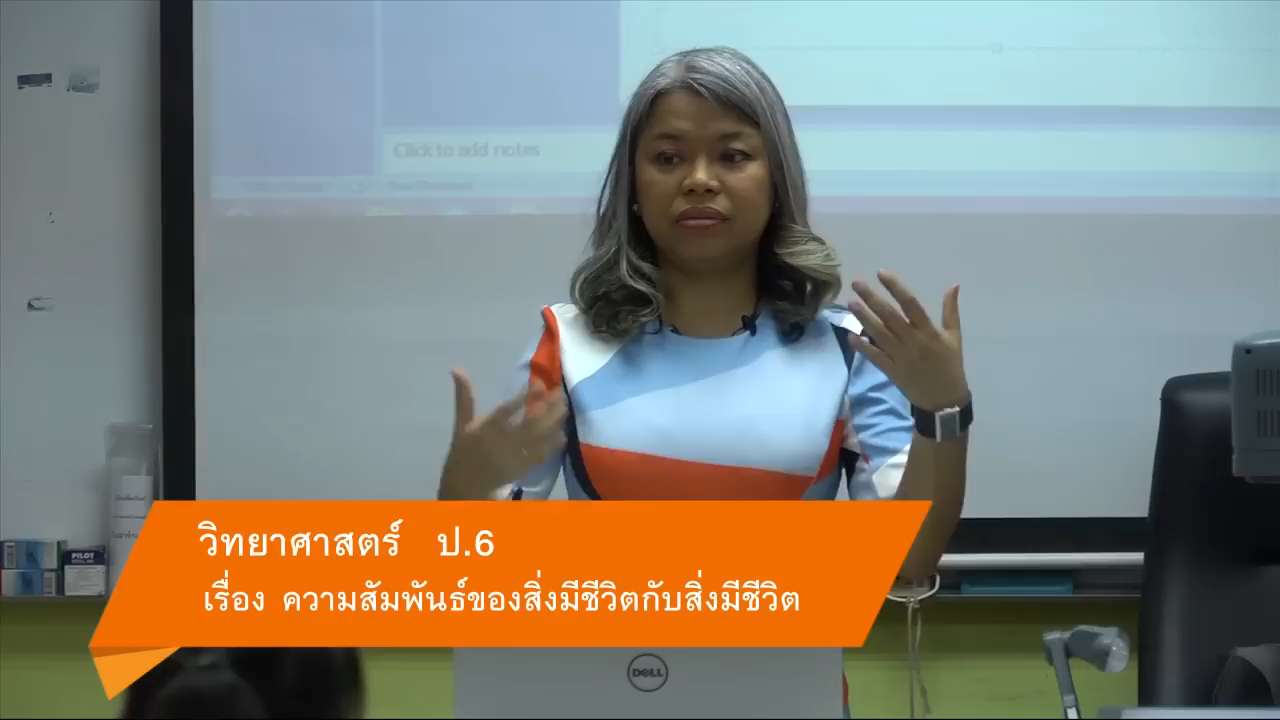 Click to add notes
วิทยาศาสตร์ ป.6
เรื่อง ความสัมพันธ์ของสิ่งมีชีวิตกับสิ่งมีชีวิต
PILOT
DELL